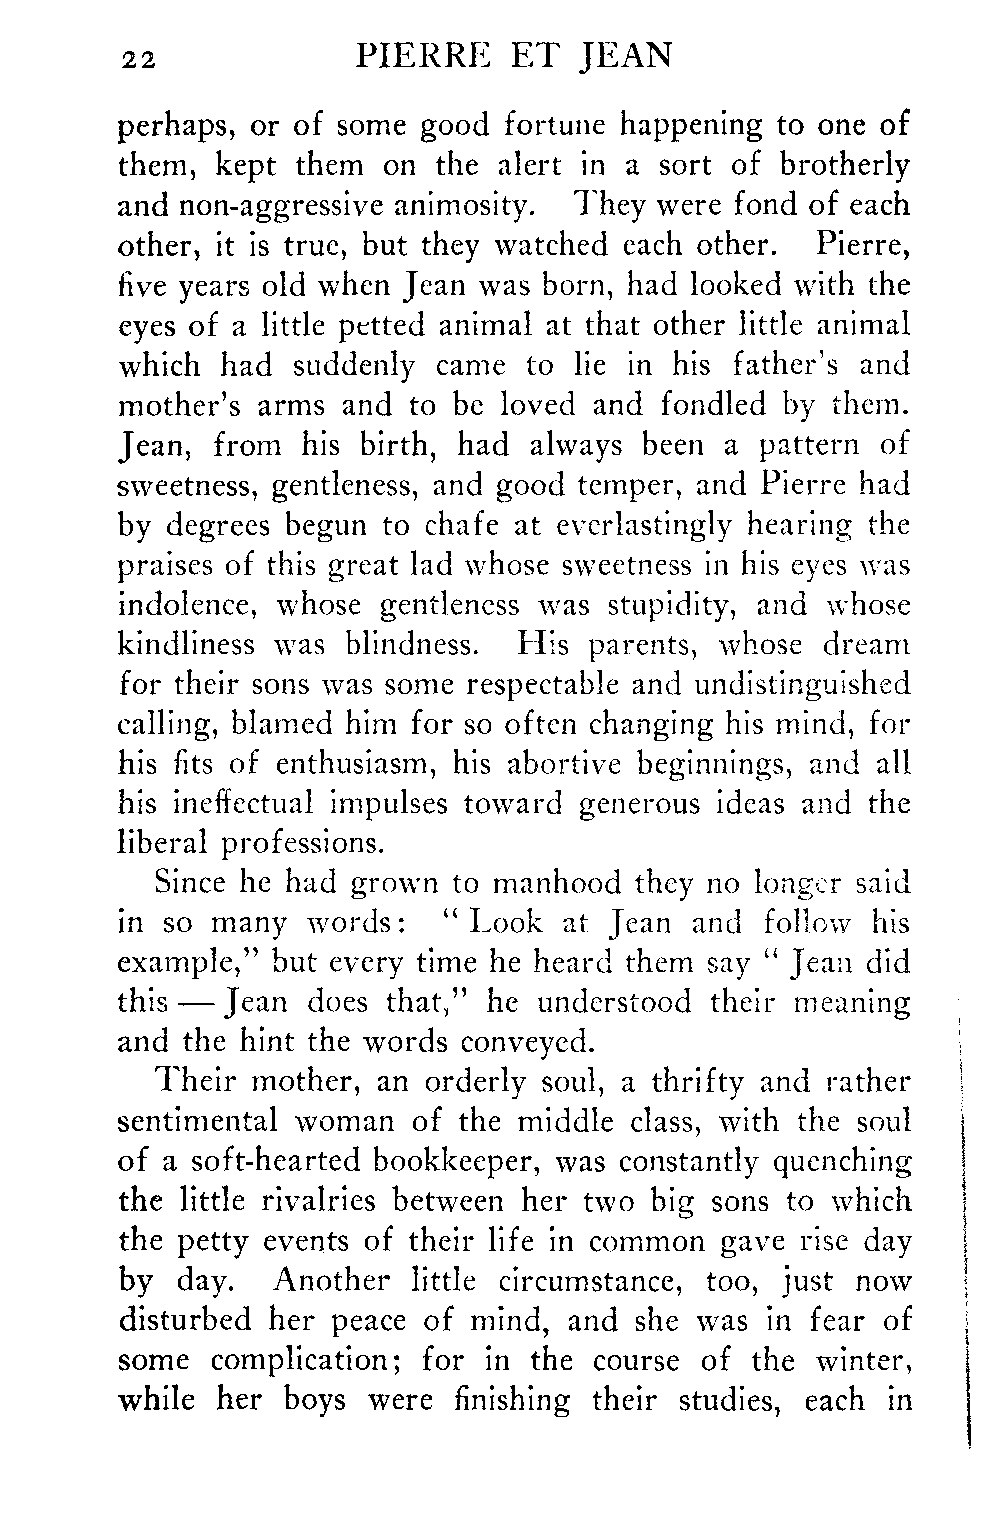 22 PIERRE ET JEAN
perhaps, or of some good fortune happening to one of
them, kept them on the alert in a sort of brotherly
and non-aggressive animosity. They were fond of each
other, it is true, but they watched each other. Pierre,
five years old when Jean was born, had looked with the
eyes of a little petted animal at that other little animal
which had suddenly came to lie in his father's and
mother's arms and to be loved and fondled by them.
Jean, from his birth, had always been a pattern of
sweetness, gentleness, and good temper, and Pierre had
by degrees begun to chafe at everlastingly hearing the
praises of this great lad whose sweetness in his eyes was
indolence, whose gentleness was stupidity, and whose
kindliness was blindness. His parents, whose dream
for their sons was some respectable and undistinguished
calling, blamed him for so often changing his mind, for
his fits of enthusiasm, his abortive beginnings, and all
his ineffectual impulses toward generous ideas and the
liberal professions.
Since he had grown to manhood they no longer said
in so many words: "Look at Jean and follow his
example," but every time he heard them say "Jean did
this — Jean does that," he understood their meaning
and the hint the words conveyed.
Their mother, an orderly soul, a thrifty and rather
sentimental woman of the middle class, with the soul
of a soft-hearted bookkeeper, was constantly quenching
the little rivalries between her two big sons to which
the petty events of their life in common gave rise day
by day. Another little circumstance, too, just now
disturbed her peace of mind, and she was in fear of
some complication; for in the course of the winter,
while her boys were finishing their studies, each in